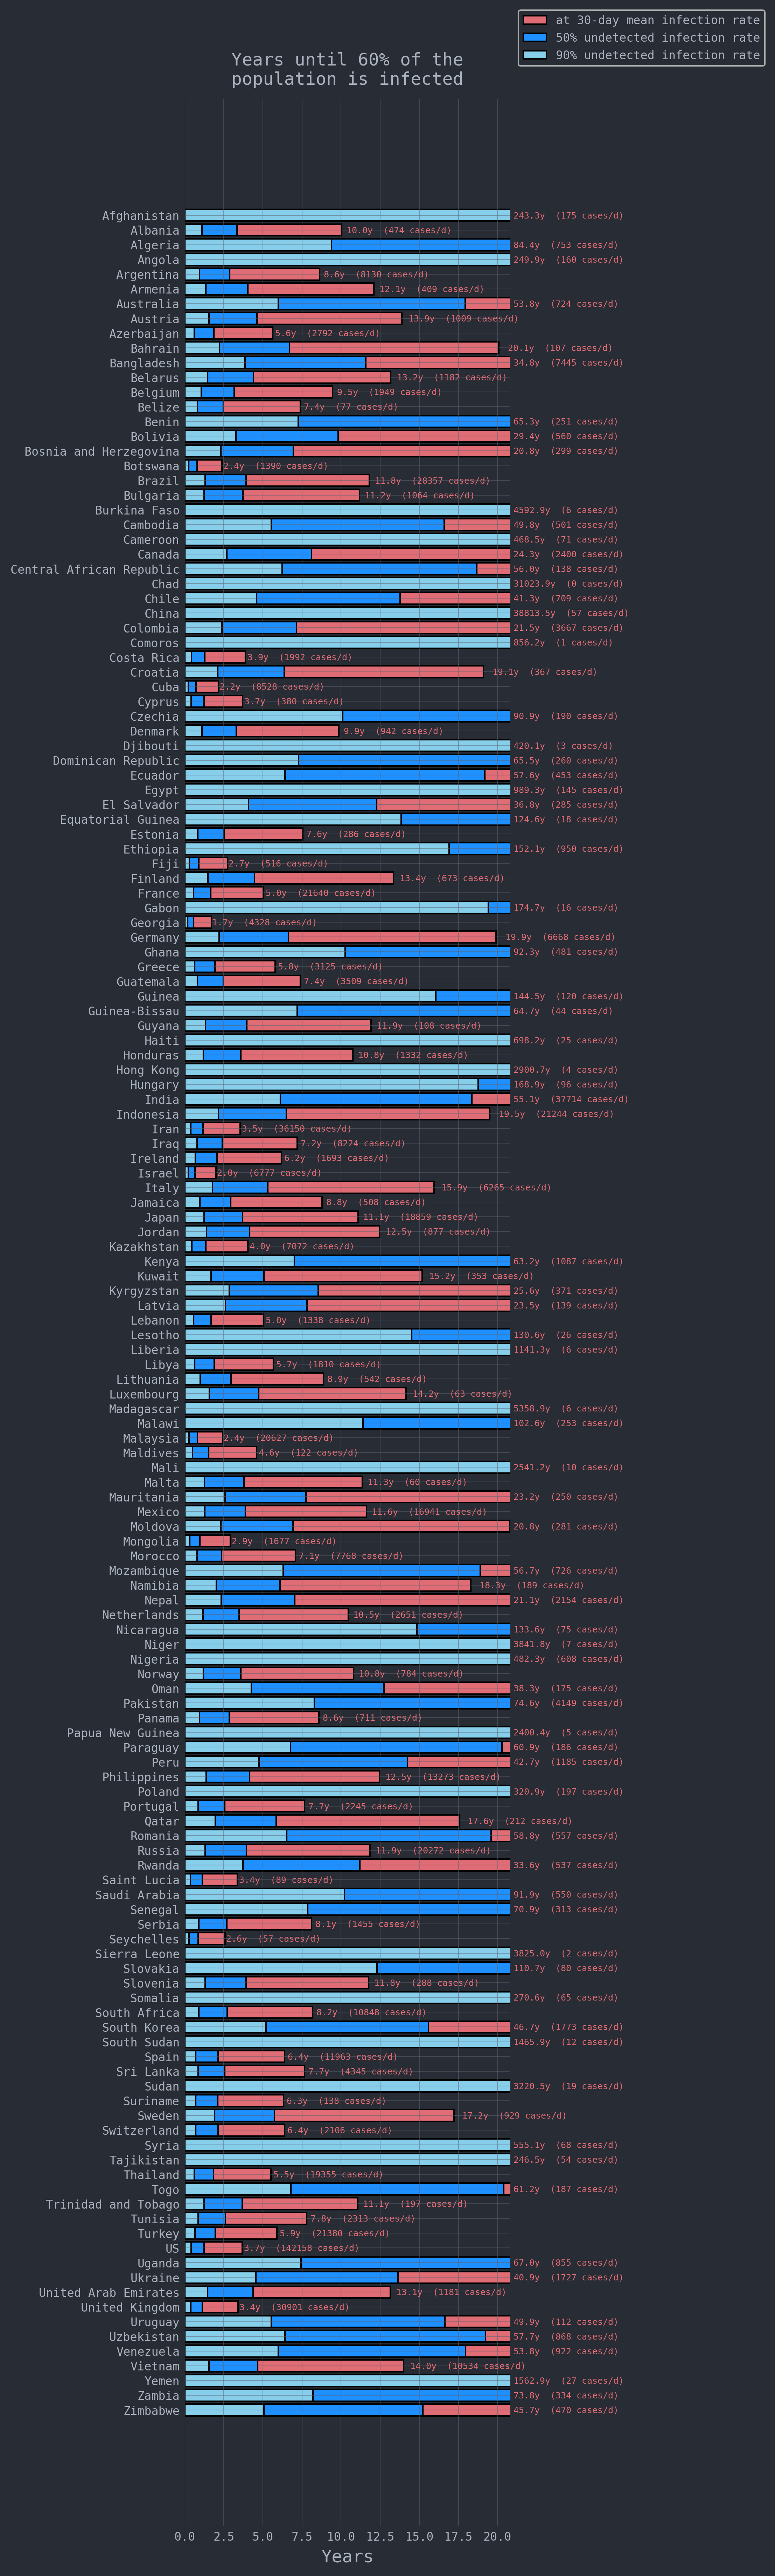 at 30-day mean infection rate
50% undetected infection rate
90% undetected infection rate
Years until 60% of the
population is infected
Afghanistan 243.3y (175 cases/d)
Albania 10.0y (474 cases/d)
Algeria 84.4y (753 cases/d)
Angola 249.9y (160 cases/d)
Argentina 8.6y (8130 cases/d)
Armenia 12.1y (409 cases/d)
Australia 53.8y (724 cases/d)
Austria 13.9y (1009 cases/d)
Azerbaijan 5.6y (2792 cases/d)
Bahrain 20.1y (107 cases/d)
Bangladesh 34.8y (7445 cases/d)
Belarus 13.2y (1182 cases/d)
Belgium 9.5y (1949 cases/d)
Belize 7.4y (77 cases/d)
Benin 65.3y (251 cases/d)
Bolivia 29.4y (560 cases/d)
Bosnia and Herzegovina 20.8y (299 cases/d)
Botswana 2.4y (1390 cases/d)
Brazil 11.8y (28357 cases/d)
Bulgaria 11.2y (1064 cases/d)
Burkina Faso 4592.9y (6 cases/d)
Cambodia 49.8y (501 cases/d)
Cameroon 468.5y (71 cases/d)
Canada 24.3y (2400 cases/d)
Central African Republic 56.0y (138 cases/d)
Chad 31023.9y (0 cases/d)
Chile 41.3y (709 cases/d)
China 38813.5y (57 cases/d)
Colombia 21.5y (3667 cases/d)
Comoros 856.2y (1 cases/d)
Costa Rica 3.9y (1992 cases/d)
Croatia 19.1y (367 cases/d)
Cuba 2.2y (8528 cases/d)
Cyprus 3.7y (380 cases/d)
Czechia 90.9y (190 cases/d)
Denmark 9.9y (942 cases/d)
Djibouti 420.1y (3 cases/d)
Dominican Republic 65.5y (260 cases/d)
Ecuador 57.6y (453 cases/d)
Egypt 989.3y (145 cases/d)
El Salvador 36.8y (285 cases/d)
Equatorial Guinea 124.6y (18 cases/d)
Estonia 7.6y (286 cases/d)
Ethiopia 152.1y (950 cases/d)
Fiji 2.7y (516 cases/d)
Finland 13.4y (673 cases/d)
France 5.0y (21640 cases/d)
Gabon 174.7y (16 cases/d)
Georgia 1.7y (4328 cases/d)
Germany 19.9y (6668 cases/d)
Ghana 92.3y (481 cases/d)
Greece 5.8y (3125 cases/d)
Guatemala 7.4y (3509 cases/d)
Guinea 144.5y (120 cases/d)
Guinea-Bissau 64.7y (44 cases/d)
Guyana 11.9y (108 cases/d)
Haiti 698.2y (25 cases/d)
Honduras 10.8y (1332 cases/d)
Hong Kong 2900.7y (4 cases/d)
Hungary 168.9y (96 cases/d)
India 55.1y (37714 cases/d)
Indonesia 19.5y (21244 cases/d)
Iran 3.5y (36150 cases/d)
Iraq 7.2y (8224 cases/d)
Ireland 6.2y (1693 cases/d)
Israel 2.0y (6777 cases/d)
Italy 15.9y (6265 cases/d)
Jamaica 8.8y (508 cases/d)
Japan 11.1y (18859 cases/d)
Jordan 12.5y (877 cases/d)
Kazakhstan 4.0y (7072 cases/d)
Kenya 63.2y (1087 cases/d)
Kuwait 15.2y (353 cases/d)
Kyrgyzstan 25.6y (371 cases/d)
Latvia 23.5y (139 cases/d)
Lebanon 5.0y (1338 cases/d)
Lesotho 130.6y (26 cases/d)
Liberia 1141.3y (6 cases/d)
Libya 5.7y (1810 cases/d)
Lithuania 8.9y (542 cases/d)
Luxembourg 14.2y (63 cases/d)
Madagascar 5358.9y (6 cases/d)
Malawi 102.6y (253 cases/d)
Malaysia 2.4y (20627 cases/d)
Maldives 4.6y (122 cases/d)
Mali 2541.2y (10 cases/d)
Malta 11.3y (60 cases/d)
Mauritania 23.2y (250 cases/d)
Mexico 11.6y (16941 cases/d)
Moldova 20.8y (281 cases/d)
Mongolia 2.9y (1677 cases/d)
Morocco 7.1y (7768 cases/d)
Mozambique 56.7y (726 cases/d)
Namibia 18.3y (189 cases/d)
Nepal 21.1y (2154 cases/d)
Netherlands 10.5y (2651 cases/d)
Nicaragua 133.6y (75 cases/d)
Niger 3841.8y (7 cases/d)
Nigeria 482.3y (608 cases/d)
Norway 10.8y (784 cases/d)
Oman 38.3y (175 cases/d)
Pakistan 74.6y (4149 cases/d)
Panama 8.6y (711 cases/d)
Papua New Guinea 2400.4y (5 cases/d)
Paraguay 60.9y (186 cases/d)
Peru 42.7y (1185 cases/d)
Philippines 12.5y (13273 cases/d)
Poland 320.9y (197 cases/d)
Portugal 7.7y (2245 cases/d)
Qatar 17.6y (212 cases/d)
Romania 58.8y (557 cases/d)
Russia 11.9y (20272 cases/d)
Rwanda 33.6y (537 cases/d)
Saint Lucia 3.4y (89 cases/d)
Saudi Arabia 91.9y (550 cases/d)
Senegal 70.9y (313 cases/d)
Serbia 8.1y (1455 cases/d)
Seychelles 2.6y (57 cases/d)
Sierra Leone 3825.0y (2 cases/d)
Slovakia 110.7y (80 cases/d)
Slovenia 11.8y (288 cases/d)
Somalia 270.6y (65 cases/d)
South Africa 8.2y (10848 cases/d)
South Korea 46.7y (1773 cases/d)
South Sudan 1465.9y (12 cases/d)
Spain 6.4y (11963 cases/d)
Sri Lanka 7.7y (4345 cases/d)
Sudan 3220.5y (19 cases/d)
Suriname 6.3y (138 cases/d)
Sweden 17.2y (929 cases/d)
Switzerland 6.4y (2106 cases/d)
Syria 555.1y (68 cases/d)
Tajikistan 246.5y (54 cases/d)
Thailand 5.5y (19355 cases/d)
Togo 61.2y (187 cases/d)
Trinidad and Tobago 11.1y (197 cases/d)
Tunisia 7.8y (2313 cases/d)
Turkey 5.9y (21380 cases/d)
US 3.7y (142158 cases/d)
Uganda 67.0y (855 cases/d)
Ukraine 40.9y (1727 cases/d)
United Arab Emirates 13.1y (1181 cases/d)
United Kingdom 3.4y (30901 cases/d)
Uruguay 49.9y (112 cases/d)
Uzbekistan 57.7y (868 cases/d)
Venezuela 53.8y (922 cases/d)
Vietnam 14.0y (10534 cases/d)
Yemen 1562.9y (27 cases/d)
Zambia 73.8y (334 cases/d)
Zimbabwe 45.7y (470 cases/d)
0.0 2.5 5.0 7.5 10.0 12.5 15.0 17.5 20.0
Years